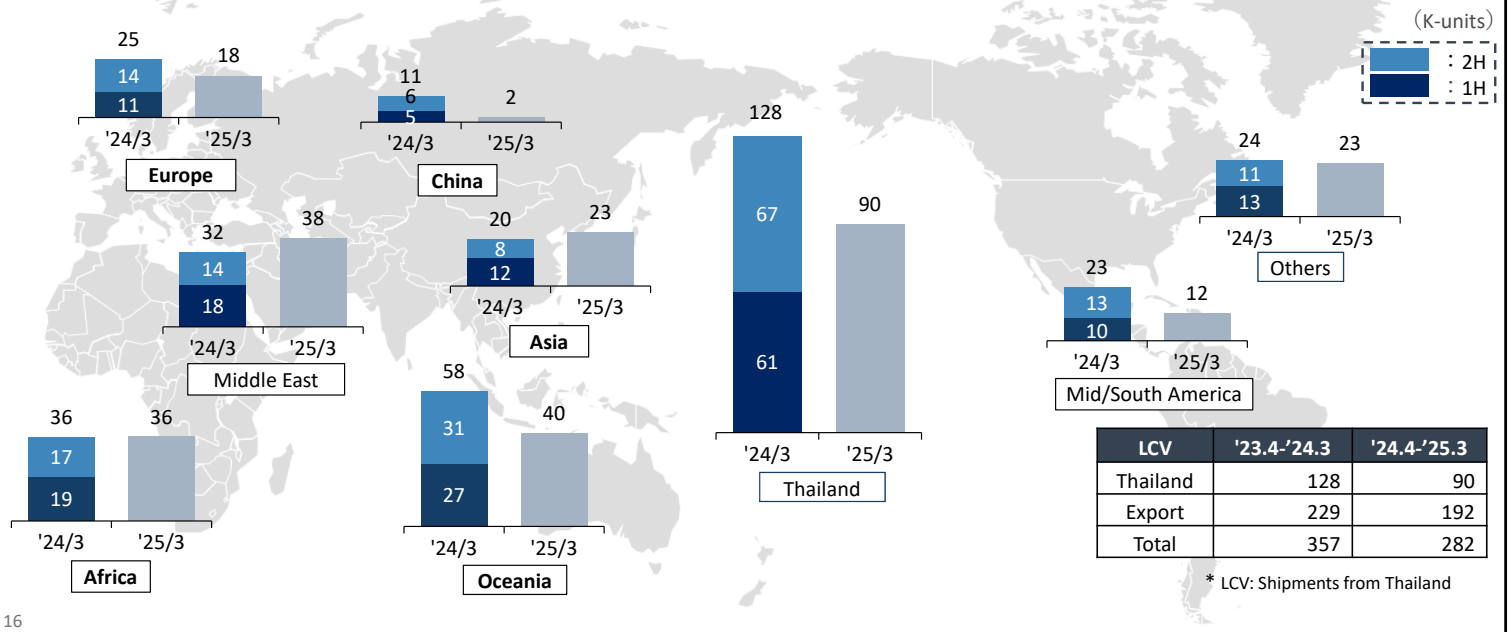 (K-units)
: 2H
: 1H
25
14
11
18
'24/3 '25/3
Europe
11
6
5
2
'24/3 '25/3
China
128
67
61
90
'24/3 '25/3
Thailand
24
11
13
23
'24/3 '25/3
Others
32
14
18
38
'24/3 '25/3
Middle East
20
8
12
23
'24/3 '25/3
Asia
23
13
10
12
'24/3 '25/3
Mid/South America
36
17
19
36
'24/3 '25/3
Africa
58
31
27
40
'24/3 '25/3
Oceania
LCV '23.4-’24.3 '24.4-’25.3
Thailand 128 90
Export 229 192
Total 357 282
* LCV: Shipments from Thailand
16